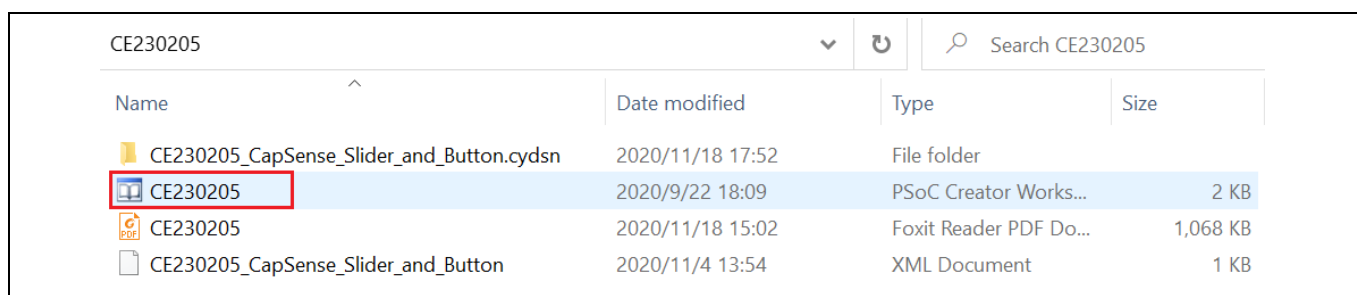 CE230205 Search CE230205
Name Date modified Type Size
CE230205_CapSense_Slider_and_Button.cydsn 2020/11/18 17:52 File folder
CE230205 2020/9/22 18:09 PSoC Creator Works... 2 KB
PDF CE230205 2020/11/18 15:02 Foxit Reader PDF Do... 1,068 KB
CE230205_CapSense_Slider_and_Button 2020/11/4 13:54 XML Document 1 KB